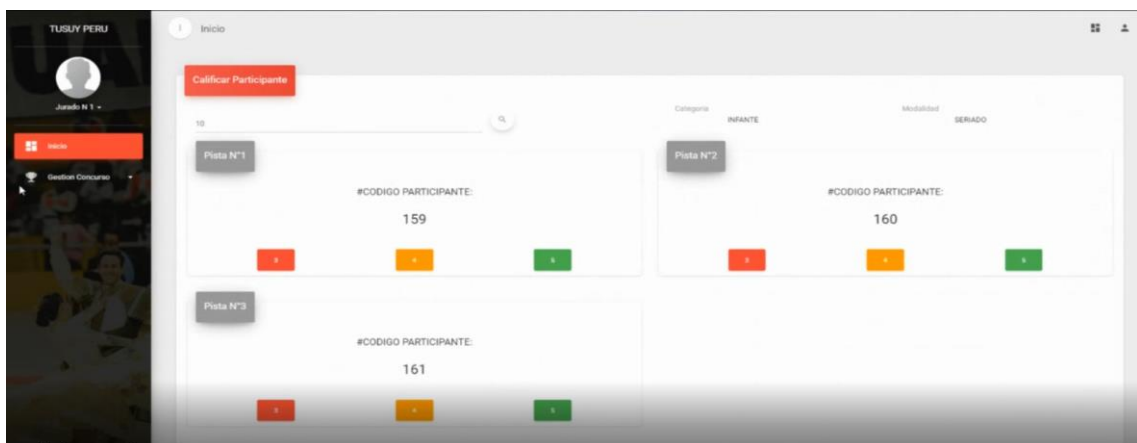 TUSUY PERU
Jurado N 1
Inicio
Gestion Concurso
Inicio
Calificar Participante
10
Categoria
INFANTE
Modalidad
SERIADO
Pista N°1
#CODIGO PARTICIPANTE:
159
Pista N°2
#CODIGO PARTICIPANTE:
160
Pista N°3
#CODIGO PARTICIPANTE:
161